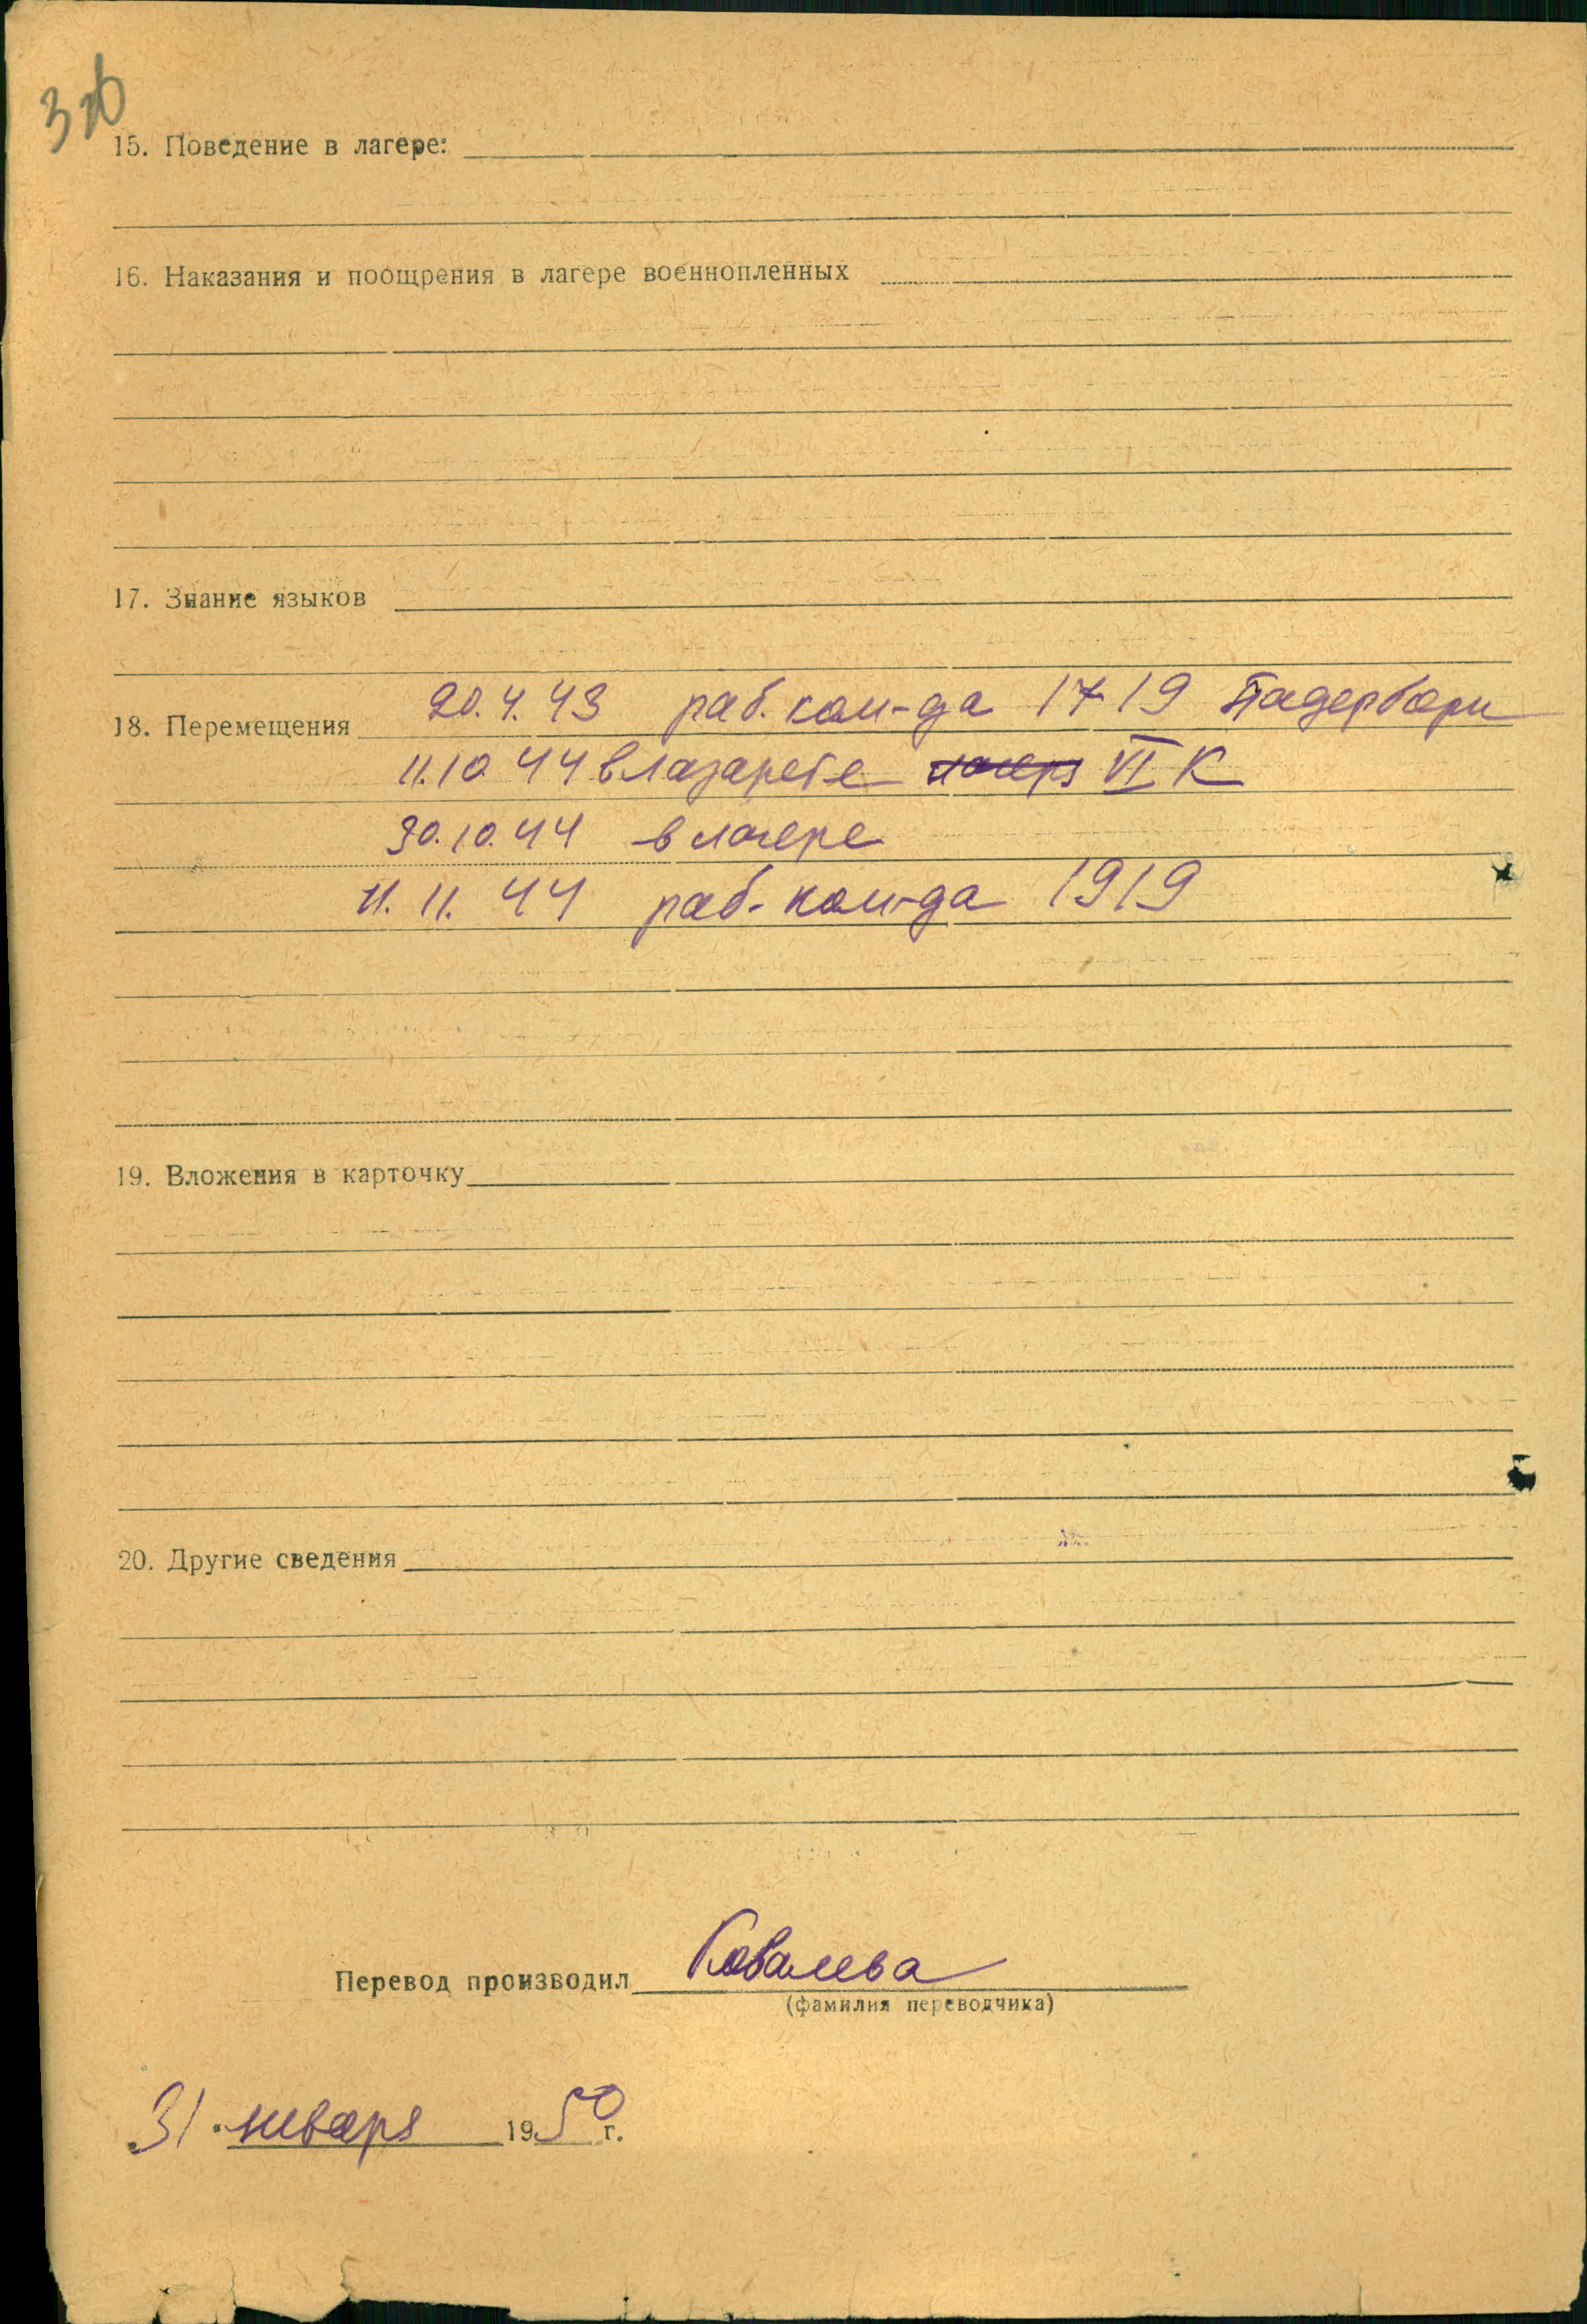 3 об
15. Поведение в лагере:
16. Наказания и поощрения в лагере военнопленных
17. Знание языков
18. Перемещения 20.4.43 раб. ком-да 1719 Падерборн
11.10.44 в лазарете лагерь VI К
30.10.44 в лагере
11.11.44 раб. ком-да 1919
19. Вложения в карточку
20. Другие сведения
Перевод производил Ковалева
(фамилия переводчика)
31 января 1950 г.